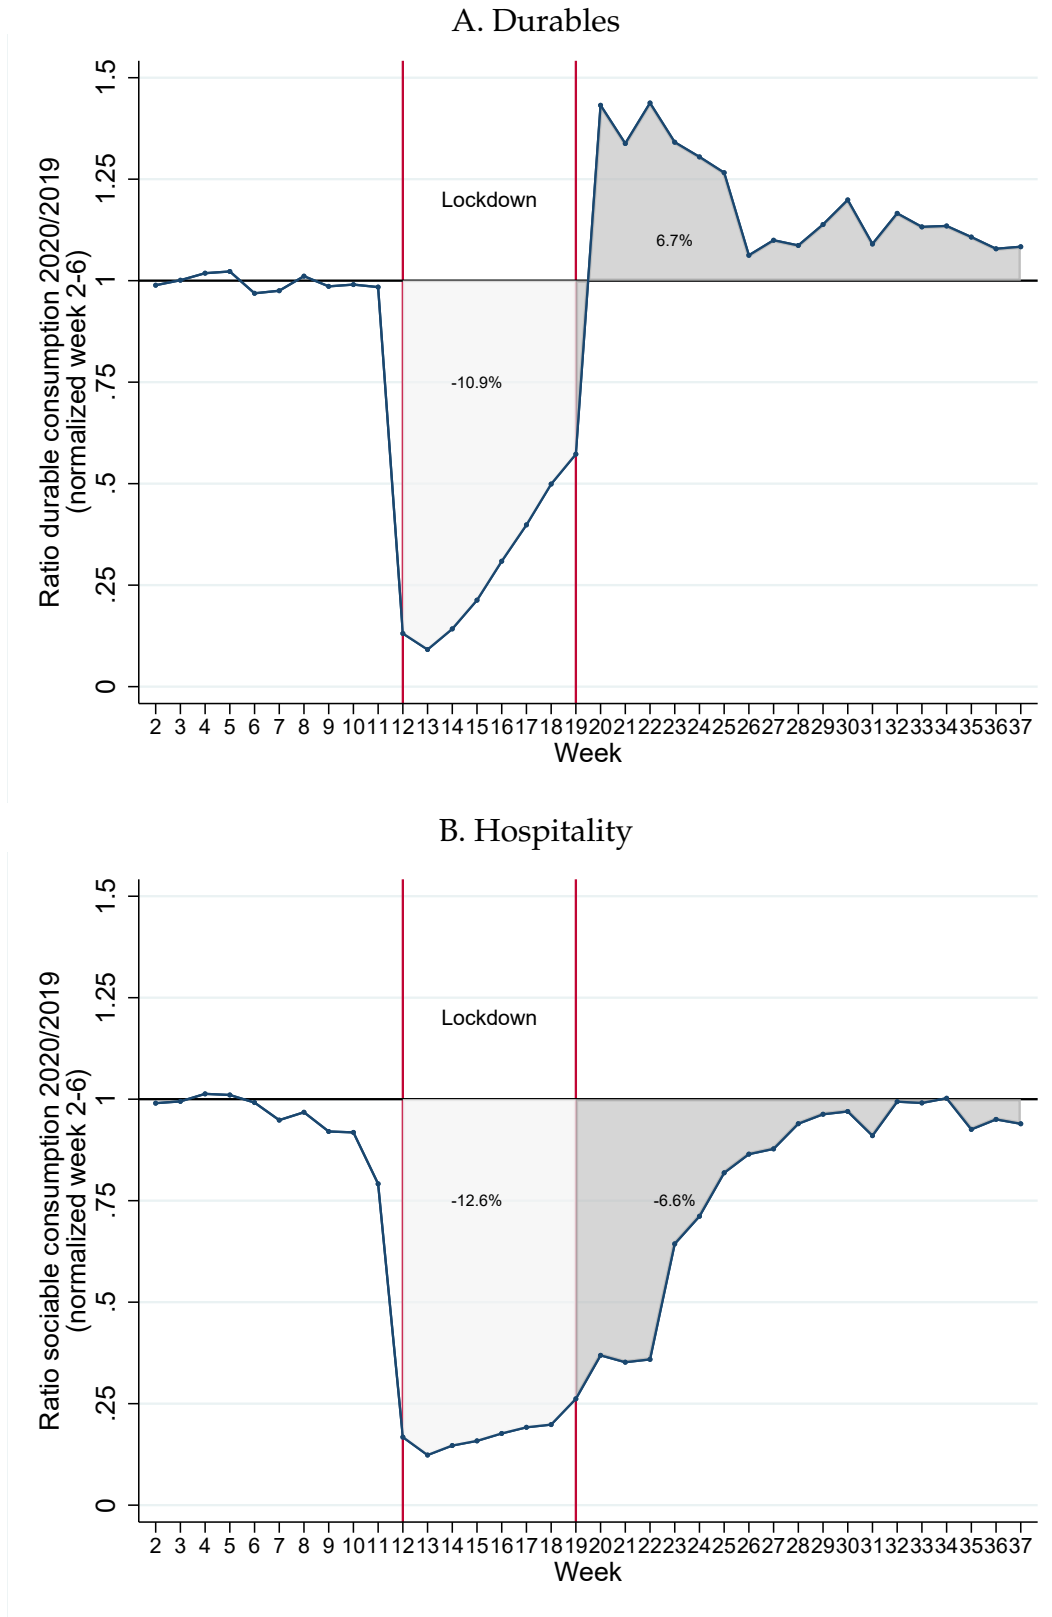 A. Durables
Ratio durable consumption 2020/2019
(normalized week 2-6)
1.5
1.25
1
.75
.5
.25
0
Lockdown
6.7%
-10.9%
2 3 4 5 6 7 8 9 10 11 12 13 14 15 16 17 18 19 20 21 22 23 24 25 26 27 28 29 30 31 32 33 34 35 36 37
Week
B. Hospitality
Ratio sociable consumption 2020/2019
(normalized week 2-6)
1.5
1.25
1
.75
.5
.25
0
Lockdown
-12.6%
-6.6%
2 3 4 5 6 7 8 9 10 11 12 13 14 15 16 17 18 19 20 21 22 23 24 25 26 27 28 29 30 31 32 33 34 35 36 37
Week